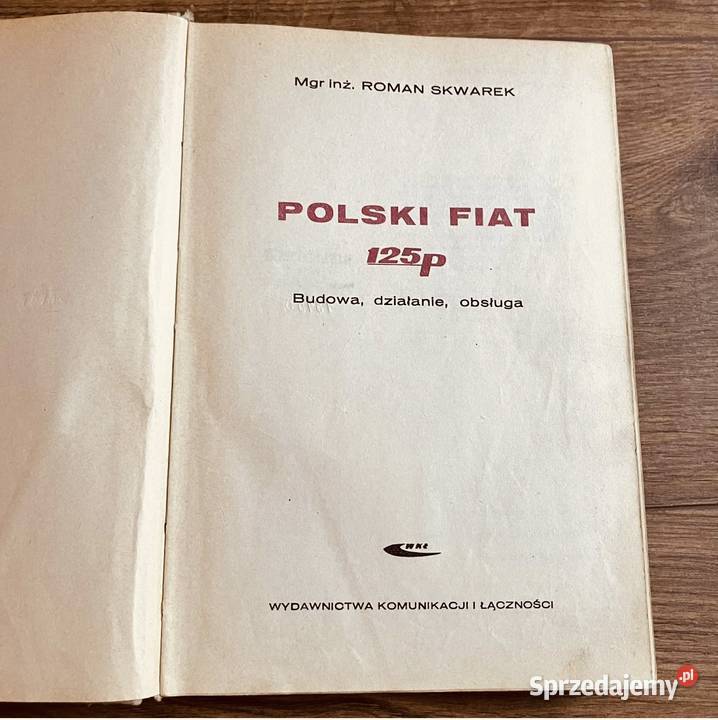 Mgr inż. ROMAN SKWAREK
POLSKI FIAT
125p
Budowa, działanie, obsługa
WKŁ
WYDAWNICTWA KOMUNIKACJI I ŁĄCZNOŚCI
Sprzedajemy.pl